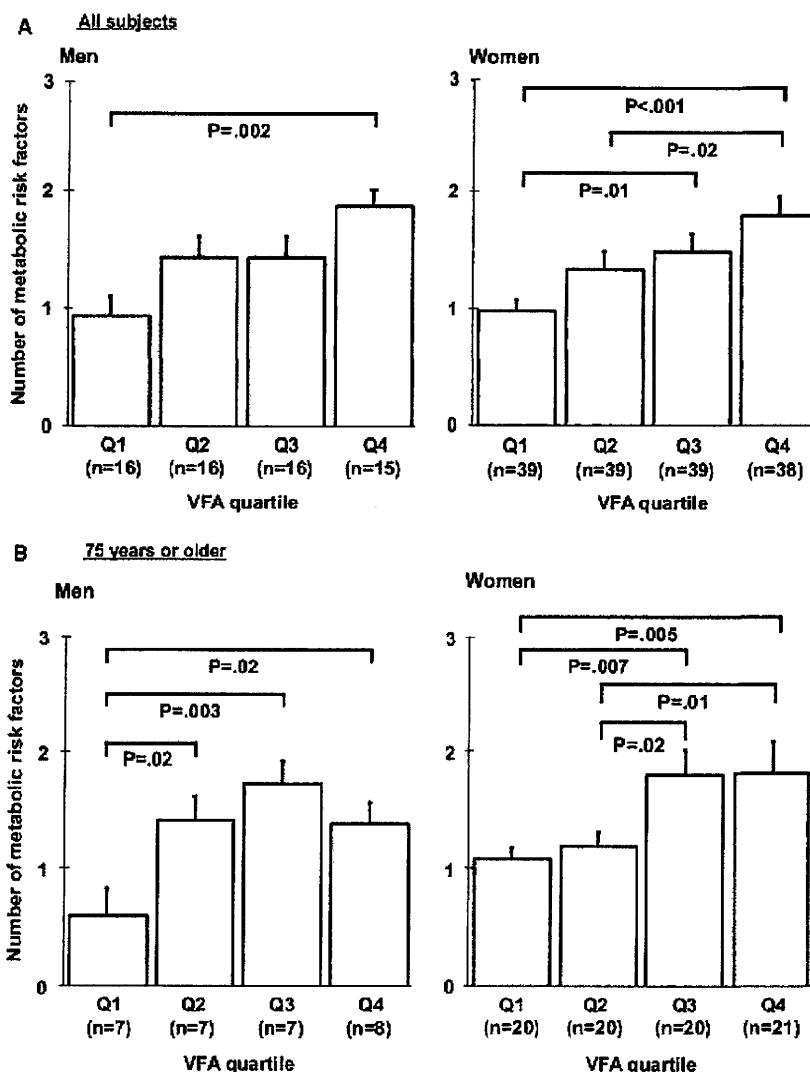 A All subjects
Men
Number of metabolic risk factors
3
2
1
0
P=.002
Q1 Q2 Q3 Q4
(n=16) (n=16) (n=16) (n=15)
VFA quartile
Women
3
2
1
0
P<.001
P=.02
P=.01
Q1 Q2 Q3 Q4
(n=39) (n=39) (n=39) (n=38)
VFA quartile
B 75 years or older
Men
Number of metabolic risk factors
3
2
1
0
P=.02
P=.003
P=.02
Q1 Q2 Q3 Q4
(n=7) (n=7) (n=7) (n=8)
VFA quartile
Women
3
2
1
0
P=.005
P=.007
P=.01
P=.02
Q1 Q2 Q3 Q4
(n=20) (n=20) (n=20) (n=21)
VFA quartile